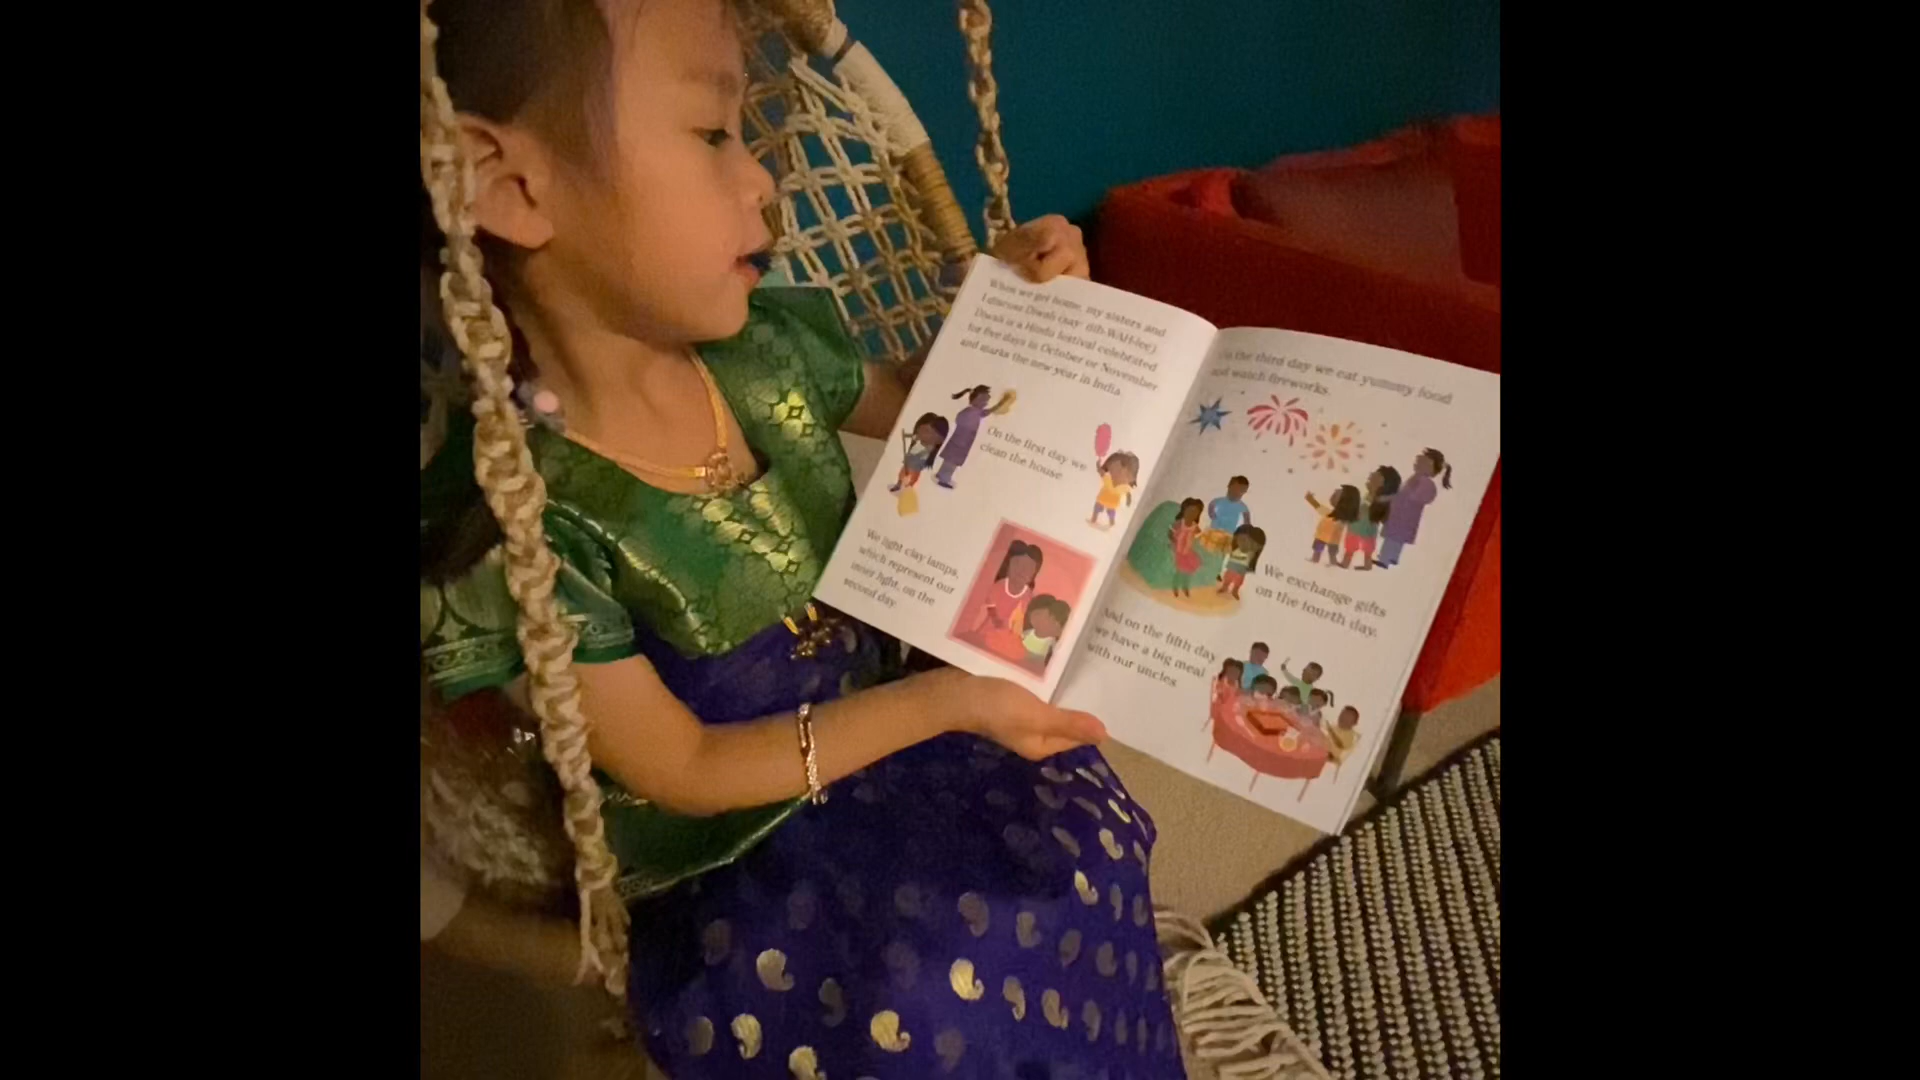 When we get home, my sisters and
I discuss Diwali (say: dih-WAH-lee).
Diwali is a Hindu festival celebrated
for five days in October or November
and marks the new year in India.
On the first day we
clean the house.
We light clay lamps,
which represent our
inner light, on the
second day.
On the third day we eat yummy food
and watch fireworks.
We exchange gifts
on the fourth day.
And on the fifth day
we have a big meal
with our uncles.